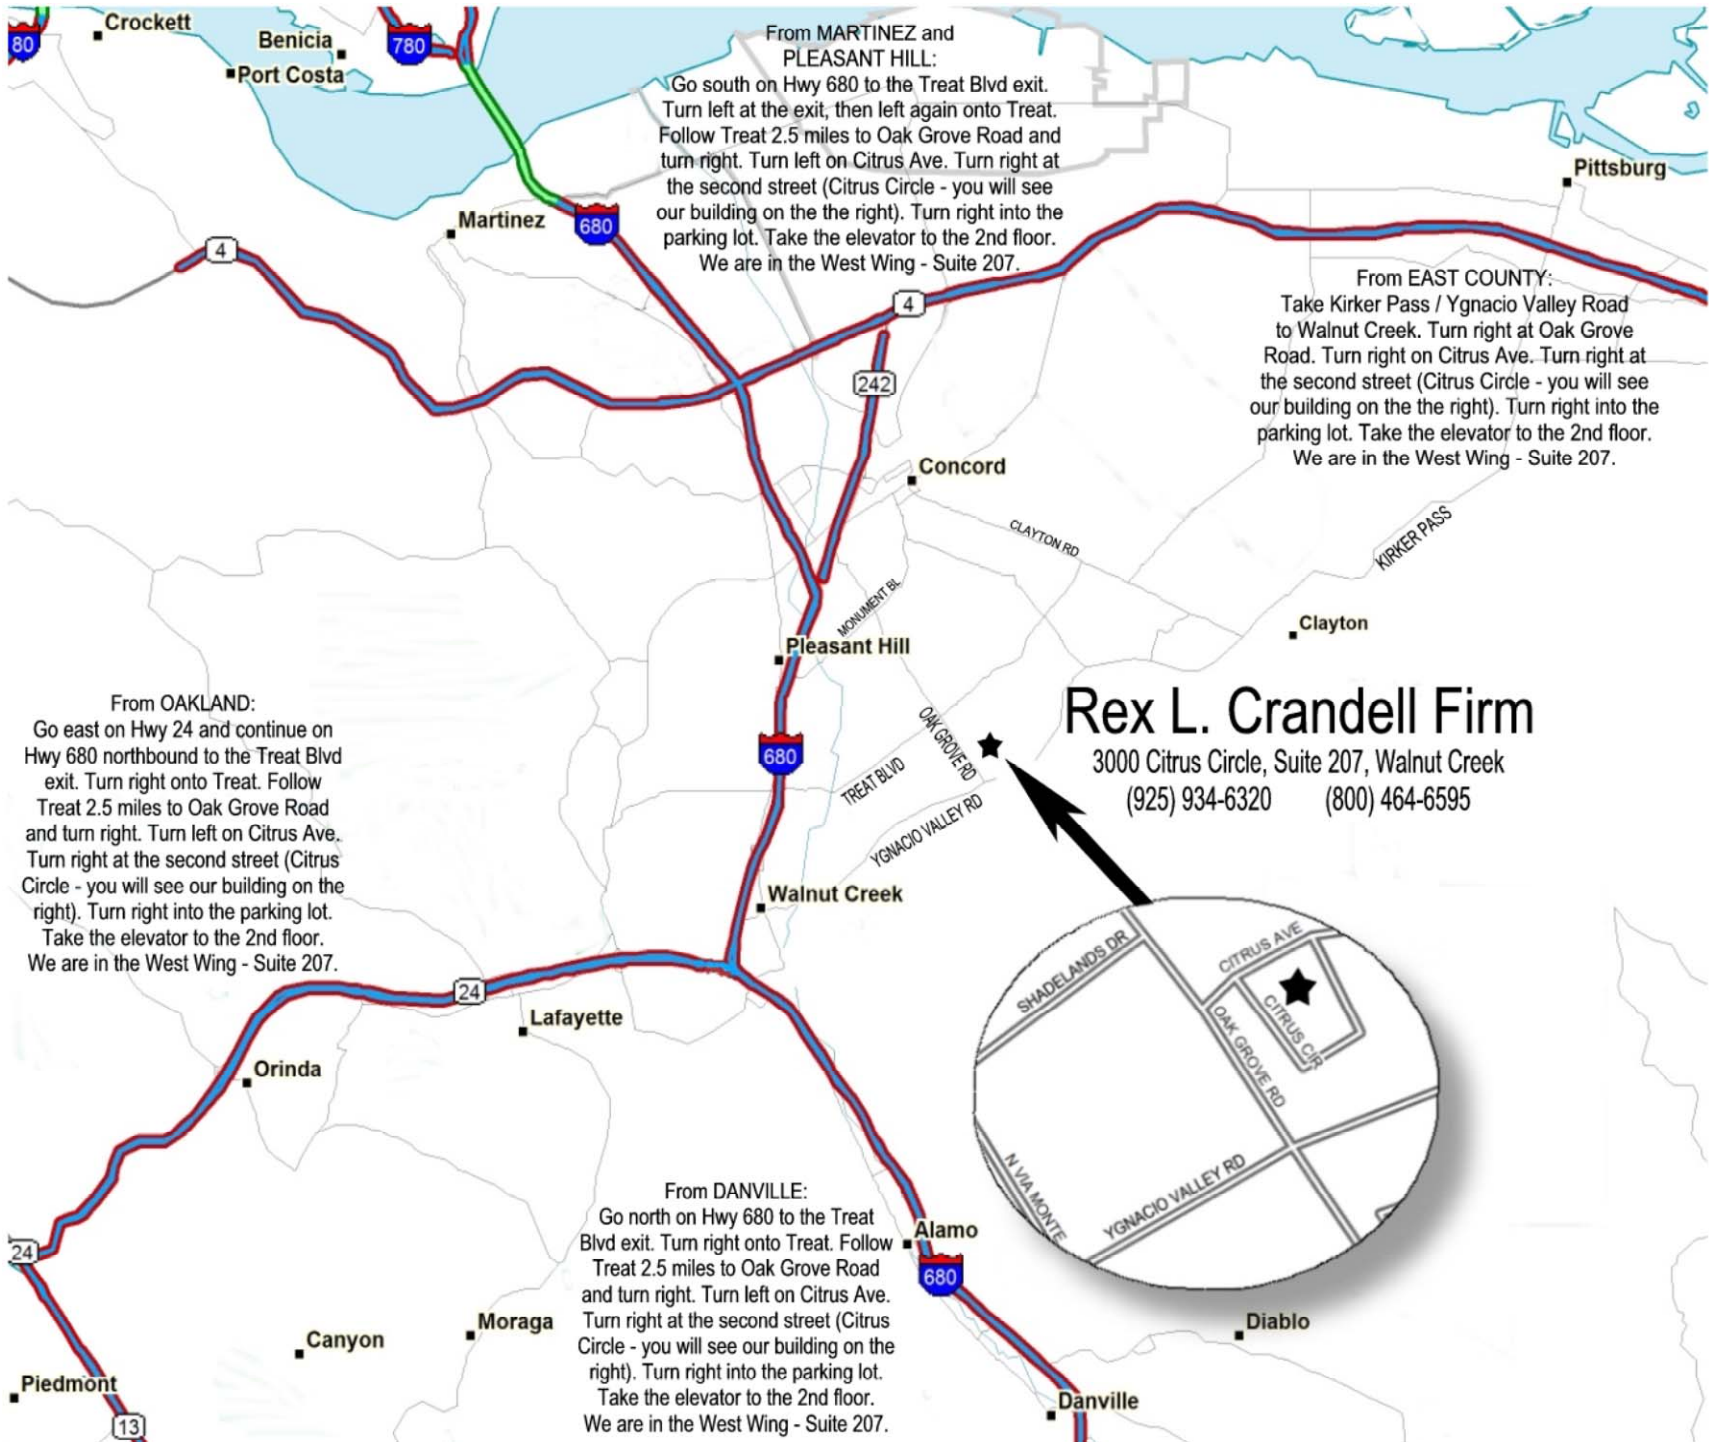 Crockett
80
Benicia
780
Port Costa
From MARTINEZ and
PLEASANT HILL:
Go south on Hwy 680 to the Treat Blvd exit.
Turn left at the exit, then left again onto Treat.
Follow Treat 2.5 miles to Oak Grove Road and
turn right. Turn left on Citrus Ave. Turn right at
the second street (Citrus Circle - you will see
our building on the the right). Turn right into the
parking lot. Take the elevator to the 2nd floor.
We are in the West Wing - Suite 207.
Pittsburg
Martinez
680
4
4
From EAST COUNTY:
Take Kirker Pass / Ygnacio Valley Road
to Walnut Creek. Turn right at Oak Grove
Road. Turn right on Citrus Ave. Turn right at
the second street (Citrus Circle - you will see
our building on the the right). Turn right into the
parking lot. Take the elevator to the 2nd floor.
We are in the West Wing - Suite 207.
242
Concord
CLAYTON RD
KIRKER PASS
MONUMENT BL
Clayton
Pleasant Hill
From OAKLAND:
Go east on Hwy 24 and continue on
Hwy 680 northbound to the Treat Blvd
exit. Turn right onto Treat. Follow
Treat 2.5 miles to Oak Grove Road
and turn right. Turn left on Citrus Ave.
Turn right at the second street (Citrus
Circle - you will see our building on the
right). Turn right into the parking lot.
Take the elevator to the 2nd floor.
We are in the West Wing - Suite 207.
680
OAK GROVE RD
TREAT BLVD
YGNACIO VALLEY RD
Rex L. Crandell Firm
3000 Citrus Circle, Suite 207, Walnut Creek
(925) 934-6320 (800) 464-6595
Walnut Creek
24
Lafayette
Orinda
SHADELANDS DR
CITRUS AVE
CITRUS CIR
OAK GROVE RD
N VIA MONTE
YGNACIO VALLEY RD
From DANVILLE:
Go north on Hwy 680 to the Treat
Blvd exit. Turn right onto Treat. Follow
Treat 2.5 miles to Oak Grove Road
and turn right. Turn left on Citrus Ave.
Turn right at the second street (Citrus
Circle - you will see our building on the
right). Turn right into the parking lot.
Take the elevator to the 2nd floor.
We are in the West Wing - Suite 207.
Alamo
680
24
Moraga
Canyon
Diablo
Piedmont
Danville
13